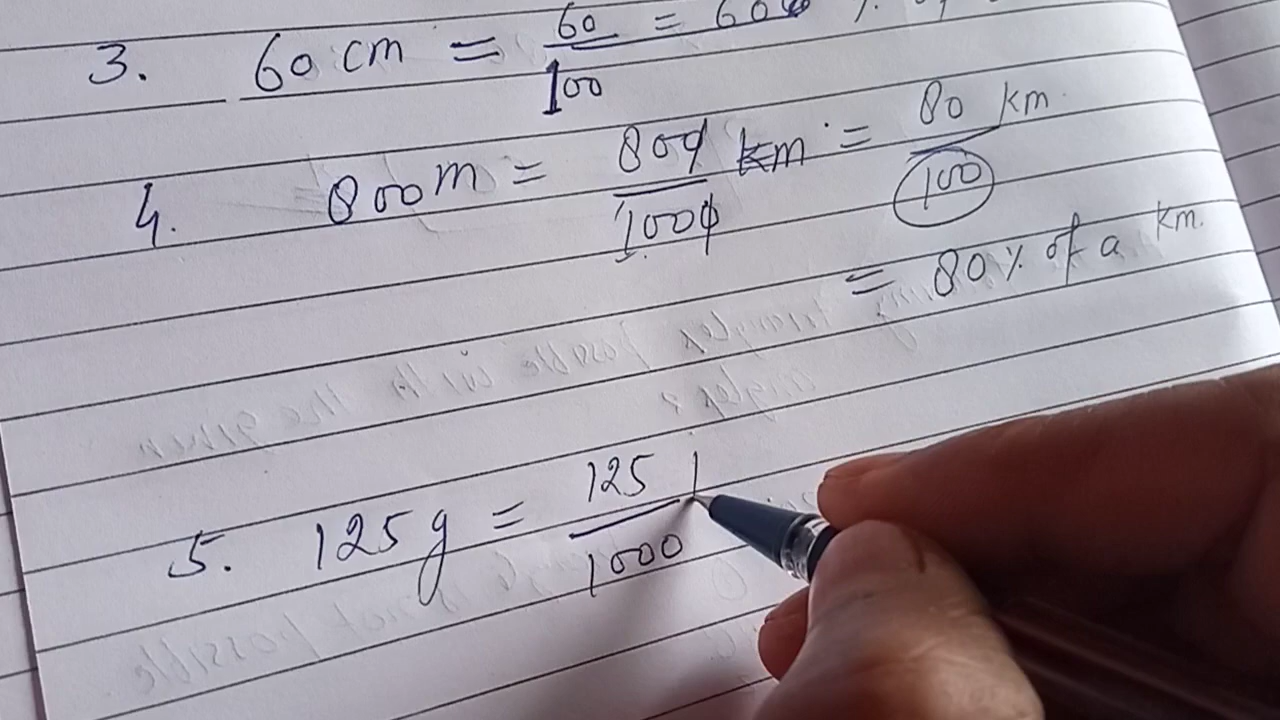 3. 60 cm = 60/100 = 60 %
4. 800 m = 800/1000 km = 80/100 km.
= 80% of a km.
5. 125 g = 125/1000